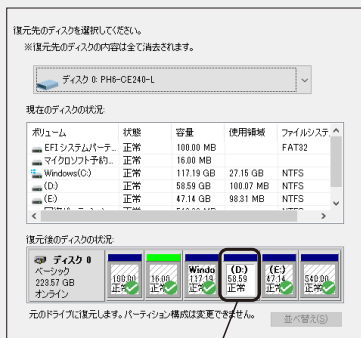 復元先のディスクを選択してください。
※復元先のディスクの内容は全て消去されます。
ディスク 0: PH6-CE240-L
現在のディスクの状況:
ボリューム 状態 容量 使用領域 ファイルシステ...
EFI システムパーテ... 正常 100.00 MB FAT32
マイクロソフト予約... 正常 16.00 MB
Windows(C:) 正常 117.19 GB 27.15 GB NTFS
(D:) 正常 58.59 GB 100.07 MB NTFS
(E:) 正常 47.14 GB 98.31 MB NTFS
復元後のディスクの状況:
ディスク 0
ベーシック
223.57 GB
オンライン
100.00
正常
16.00
正常
Windo
117.19
正常
(D:)
58.59
正常
(E:)
47.14
正常
540.00
正常
元のドライブに復元します。パーティション構成は変更できません。
並べ替え(S)